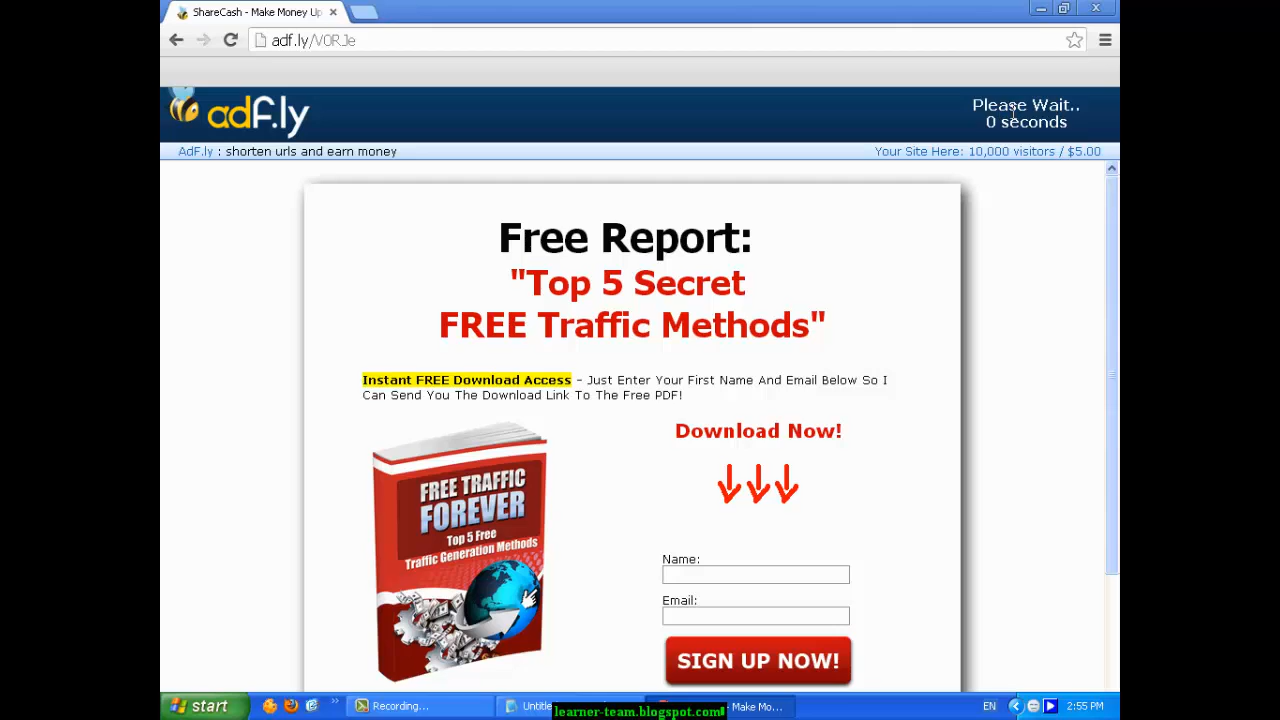 ShareCash - Make Money Up
adf.ly/V0RJe
adf.ly
Please Wait..
0 seconds
AdF.ly : shorten urls and earn money
Your Site Here: 10,000 visitors / $5.00
Free Report:
"Top 5 Secret
FREE Traffic Methods"
Instant FREE Download Access - Just Enter Your First Name And Email Below So I
Can Send You The Download Link To The Free PDF!
Download Now!
FREE TRAFFIC
FOREVER
Top 5 Free
Traffic Generation Methods
Name:
Email:
SIGN UP NOW!
start
Recording...
Untitle
- Make Mo...
EN
2:55 PM
learner-team.blogspot.com